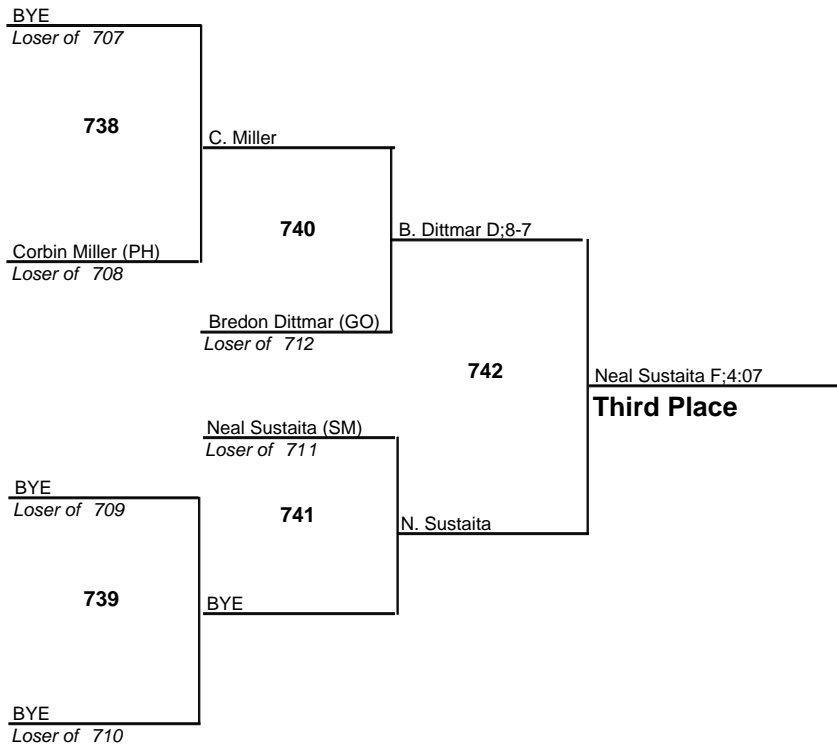 BYE
Loser of 707
738
C. Miller
740
B. Dittmar D;8-7
Corbin Miller (PH)
Loser of 708
Bredon Dittmar (GO)
Loser of 712
742
Neal Sustaita F;4:07
Third Place
Neal Sustaita (SM)
Loser of 711
BYE
Loser of 709
741
N. Sustaita
739
BYE
BYE
Loser of 710